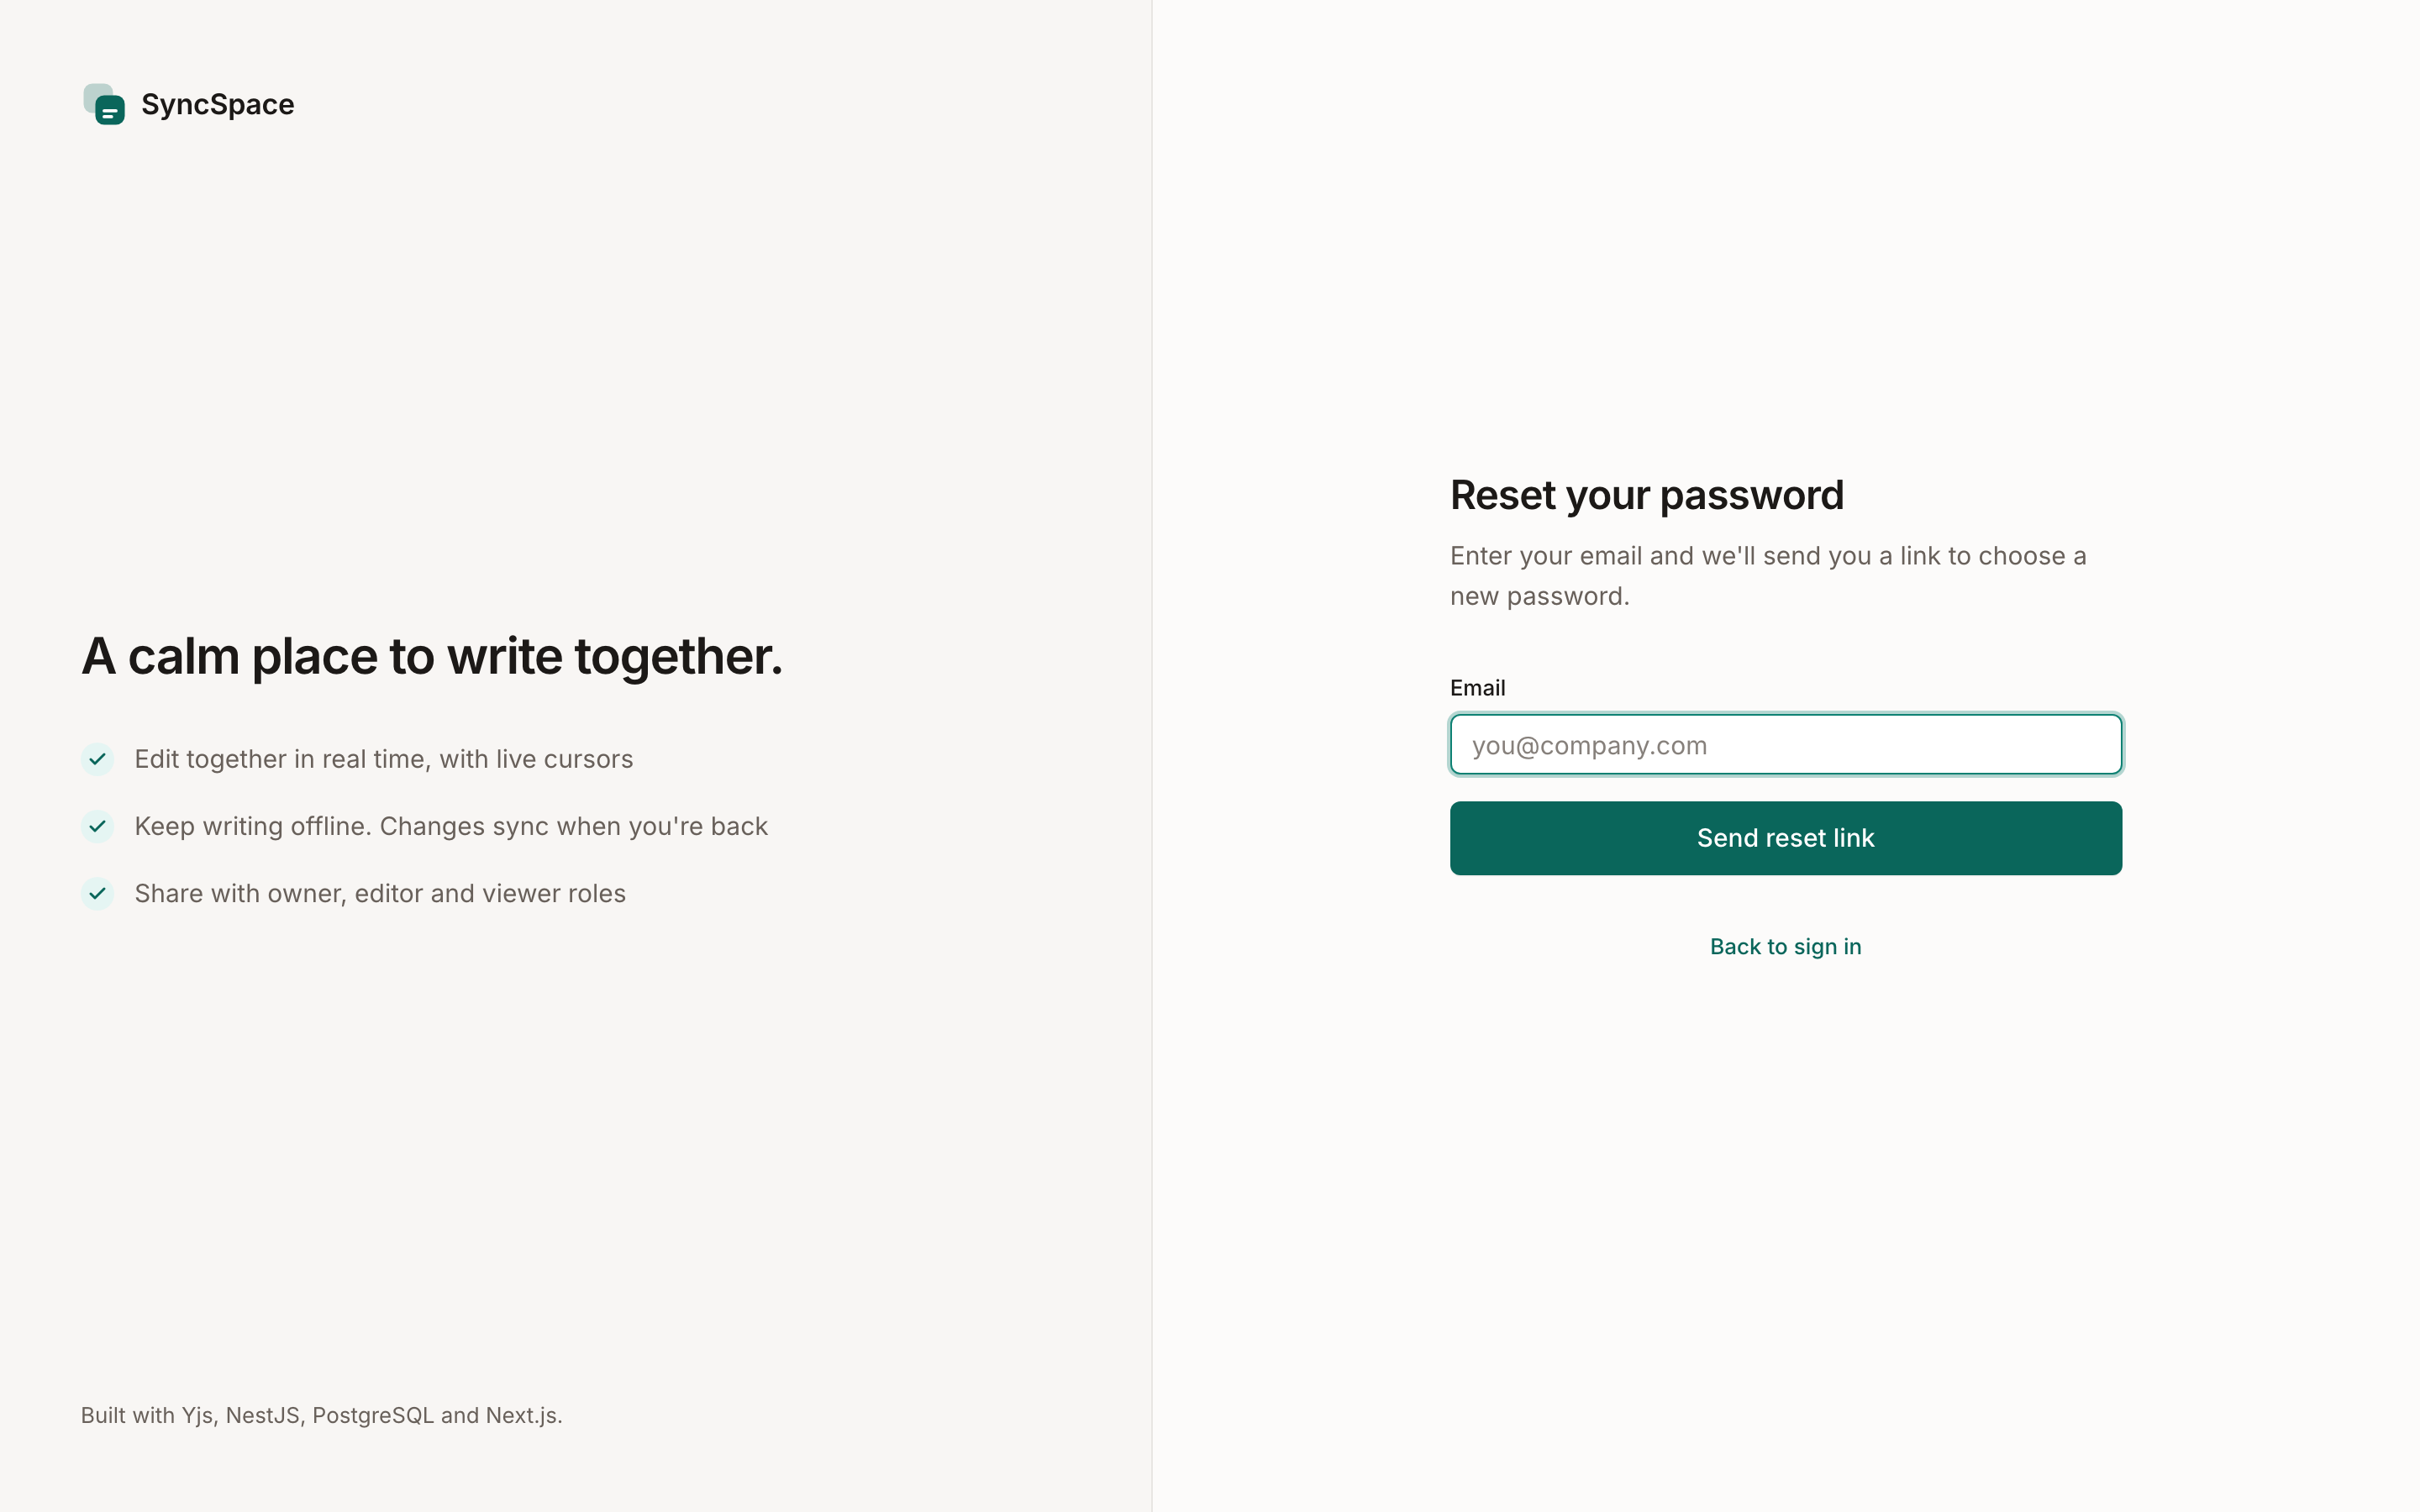 SyncSpace
A calm place to write together.
Edit together in real time, with live cursors
Keep writing offline. Changes sync when you're back
Share with owner, editor and viewer roles
Built with Yjs, NestJS, PostgreSQL and Next.js.
Reset your password
Enter your email and we'll send you a link to choose a
new password.
Email
you@company.com
Send reset link
Back to sign in